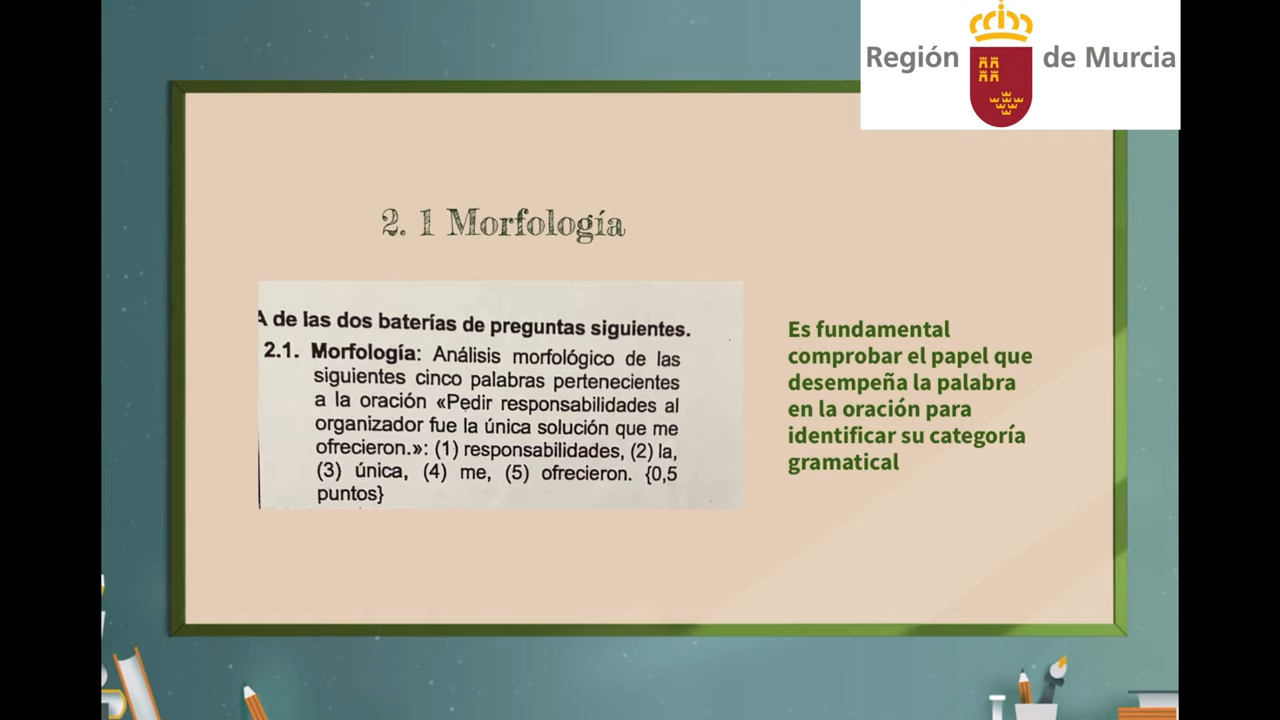 Región de Murcia
2. 1 Morfología
A de las dos baterías de preguntas siguientes.
2.1. Morfología: Análisis morfológico de las
siguientes cinco palabras pertenecientes
a la oración «Pedir responsabilidades al
organizador fue la única solución que me
ofrecieron.»: (1) responsabilidades, (2) la,
(3) única, (4) me, (5) ofrecieron. {0,5
puntos}
Es fundamental
comprobar el papel que
desempeña la palabra
en la oración para
identificar su categoría
gramatical